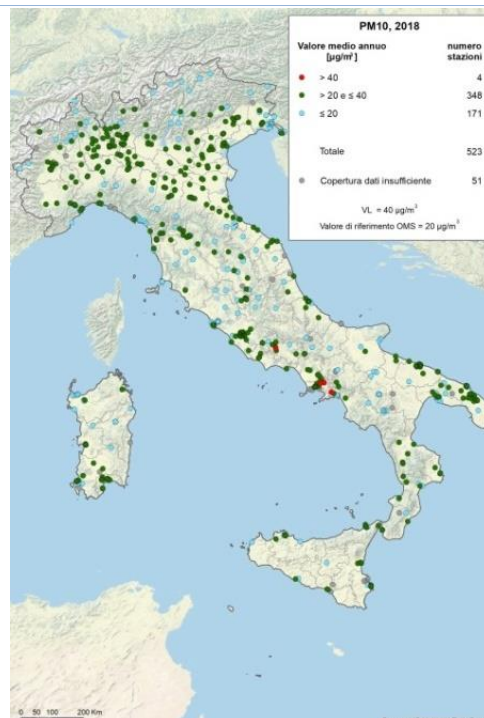 PM10, 2018
Valore medio annuo numero
[µg/m³] stazioni
> 40 4
> 20 e ≤ 40 348
≤ 20 171
Totale 523
Copertura dati insufficiente 51
VL = 40 µg/m³
Valore di riferimento OMS = 20 µg/m³
0 50 100 200 Km